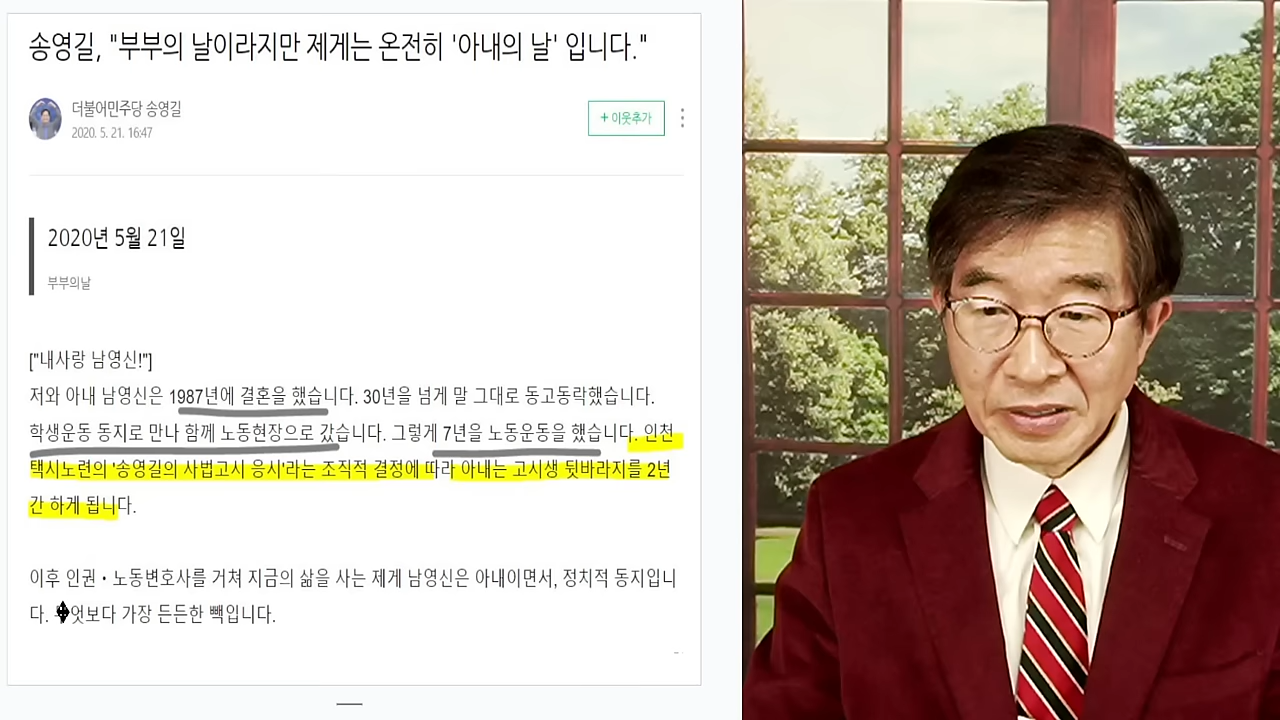 송영길, "부부의 날이라지만 제게는 온전히 '아내의 날' 입니다."
더불어민주당 송영길
2020. 5. 21. 16:47
+ 이웃추가
2020년 5월 21일
부부의날
["내사랑 남영신!"]
저와 아내 남영신은 1987년에 결혼을 했습니다. 30년을 넘게 말 그대로 동고동락했습니다.
학생운동 동지로 만나 함께 노동현장으로 갔습니다. 그렇게 7년을 노동운동을 했습니다. 인천
택시노련의 '송영길의 사법고시 응시'라는 조직적 결정에 따라 아내는 고시생 뒷바라지를 2년
간 하게 됩니다.
이후 인권·노동변호사를 거쳐 지금의 삶을 사는 제게 남영신은 아내이면서, 정치적 동지입니
다. 엇보다 가장 든든한 빽입니다.